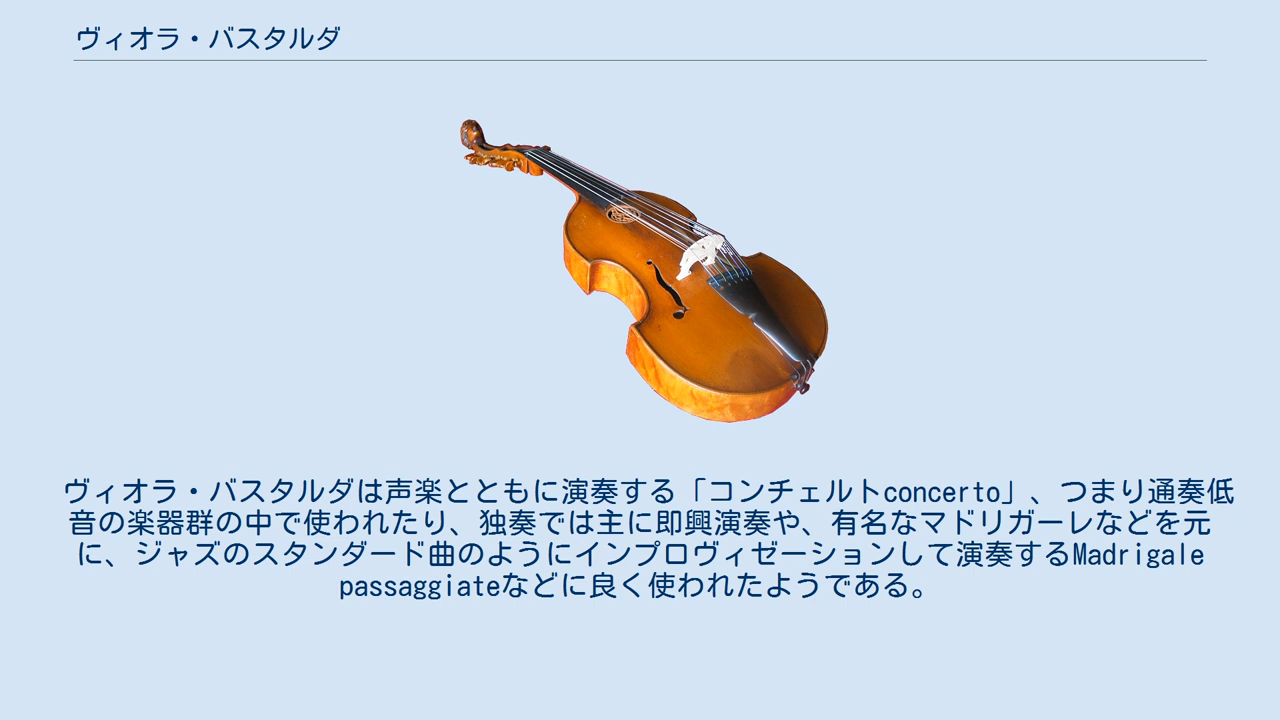 ヴィオラ・バスタルダ
ヴィオラ・バスタルダは声楽とともに演奏する「コンチェルトconcerto」、つまり通奏低
音の楽器群の中で使われたり、独奏では主に即興演奏や、有名なマドリガーレなどを元
に、ジャズのスタンダード曲のようにインプロヴィゼーションして演奏するMadrigale
passaggiateなどに良く使われたようである。